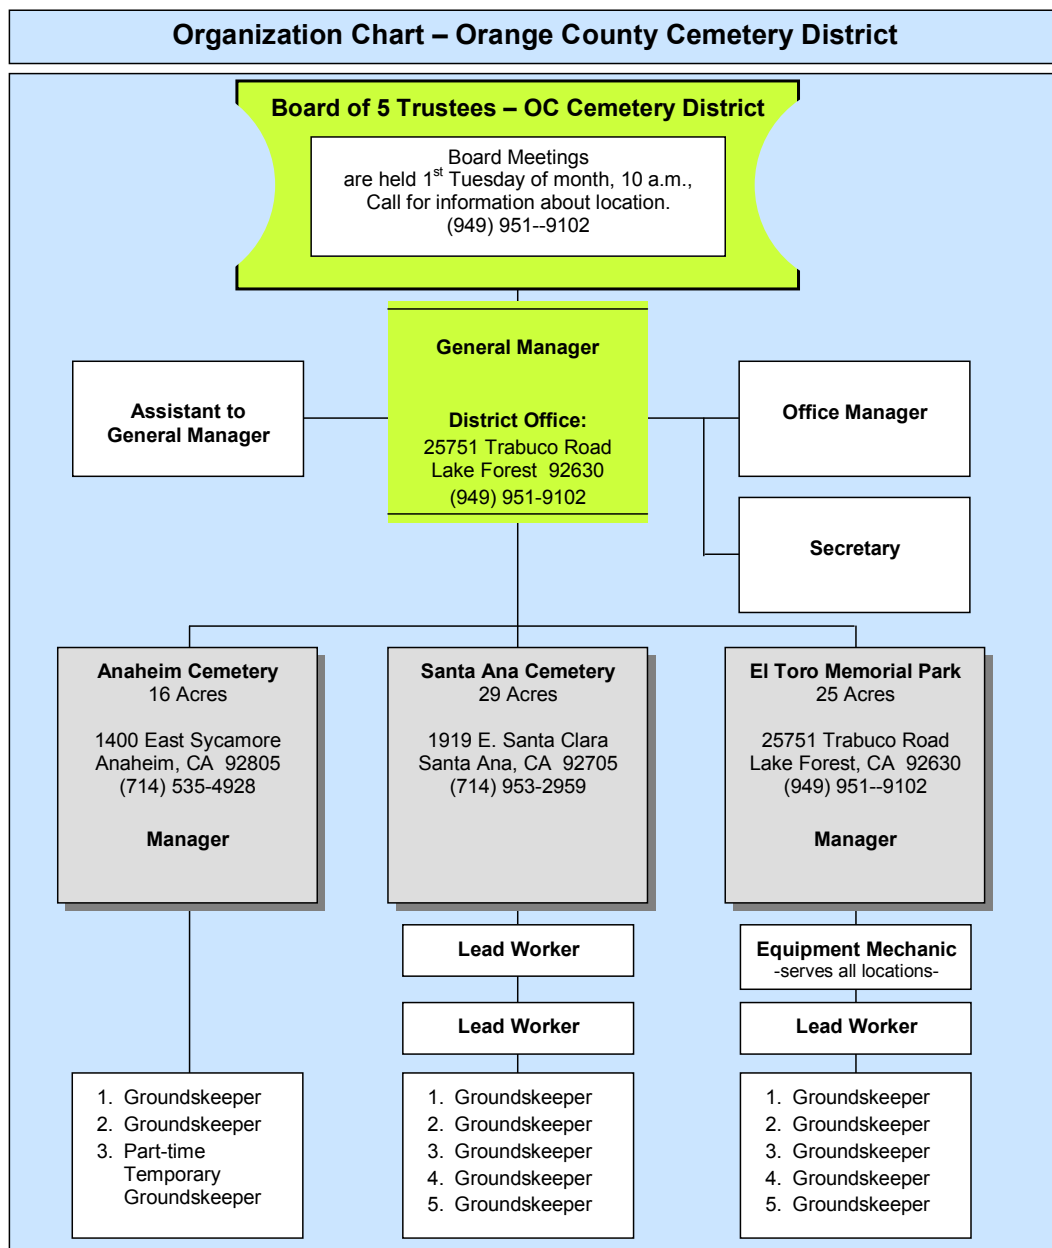 Organization Chart – Orange County Cemetery District
Board of 5 Trustees – OC Cemetery District
Board Meetings
are held 1st Tuesday of month, 10 a.m.,
Call for information about location.
(949) 951--9102
General Manager
District Office:
25751 Trabuco Road
Lake Forest 92630
(949) 951-9102
Assistant to
General Manager
Office Manager
Secretary
Anaheim Cemetery
16 Acres
1400 East Sycamore
Anaheim, CA 92805
(714) 535-4928
Manager
Santa Ana Cemetery
29 Acres
1919 E. Santa Clara
Santa Ana, CA 92705
(714) 953-2959
El Toro Memorial Park
25 Acres
25751 Trabuco Road
Lake Forest, CA 92630
(949) 951--9102
Manager
Lead Worker
Lead Worker
Equipment Mechanic
-serves all locations-
Lead Worker
1. Groundskeeper
2. Groundskeeper
3. Part-time
Temporary
Groundskeeper
1. Groundskeeper
2. Groundskeeper
3. Groundskeeper
4. Groundskeeper
5. Groundskeeper
1. Groundskeeper
2. Groundskeeper
3. Groundskeeper
4. Groundskeeper
5. Groundskeeper